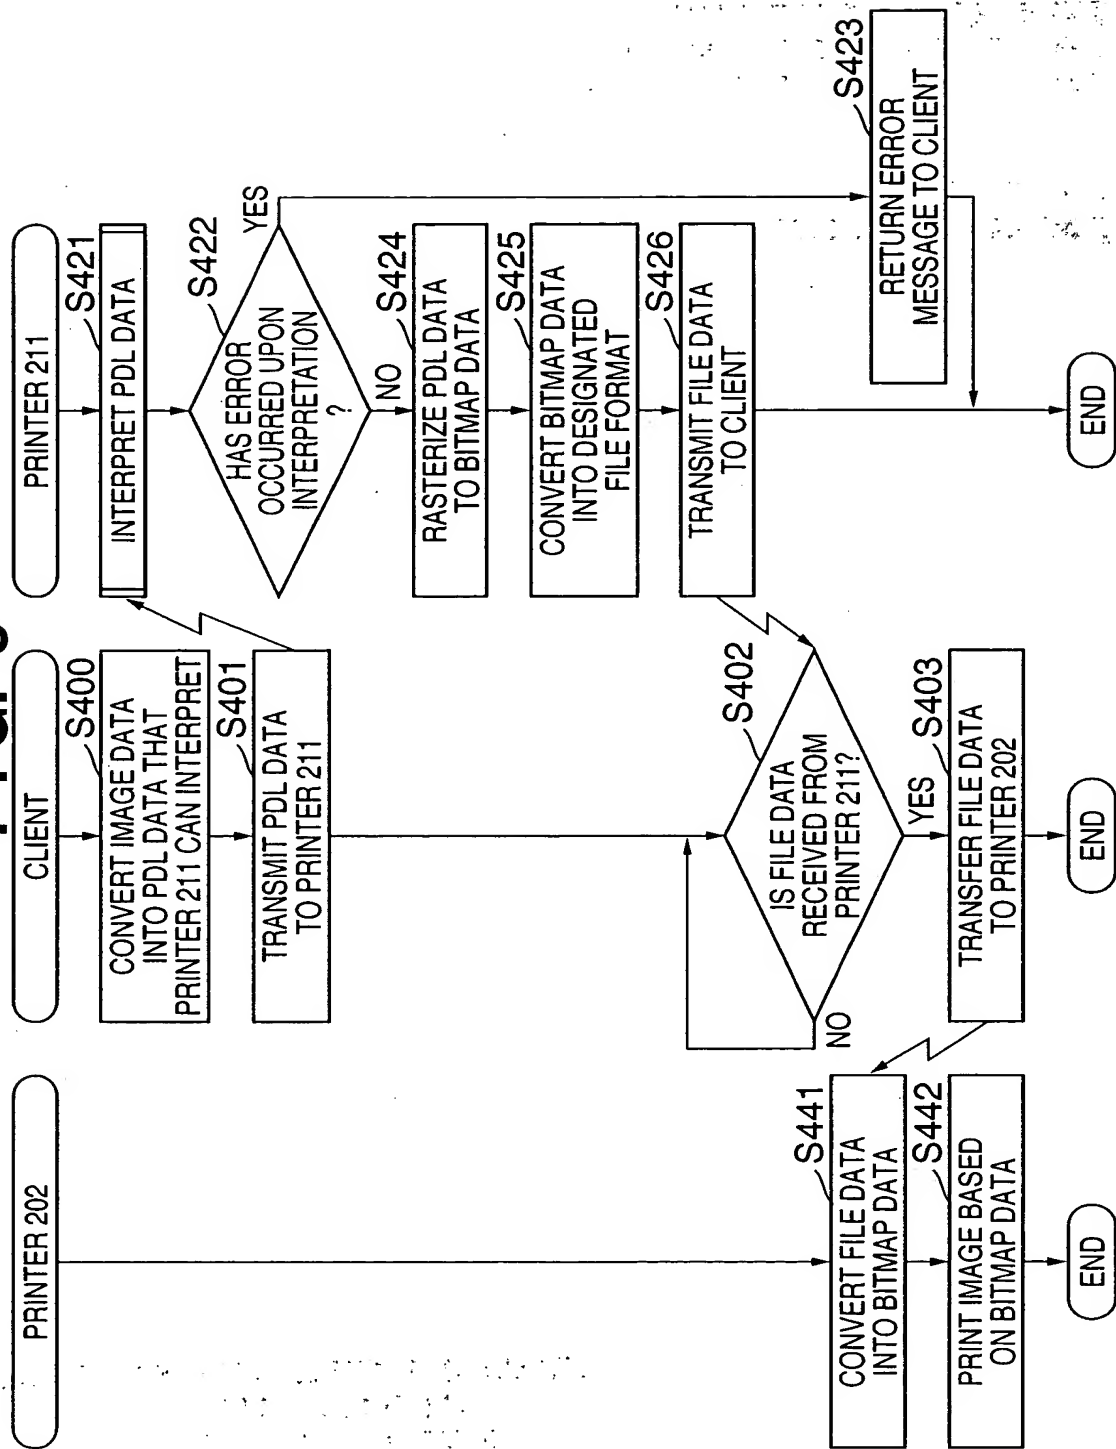 PRINTER 202
S441
CONVERT FILE DATA
INTO BITMAP DATA
S442
PRINT IMAGE BASED
ON BITMAP DATA
END
CLIENT
S400
CONVERT IMAGE DATA
INTO PDL DATA THAT
PRINTER 211 CAN INTERPRET
S401
TRANSMIT PDL DATA
TO PRINTER 211
S402
IS FILE DATA
RECEIVED FROM
PRINTER 211?
NO
YES
S403
TRANSFER FILE DATA
TO PRINTER 202
END
PRINTER 211
S421
INTERPRET PDL DATA
S422
HAS ERROR
OCCURRED UPON
INTERPRETATION
?
YES
NO
S424
RASTERIZE PDL DATA
TO BITMAP DATA
S425
CONVERT BITMAP DATA
INTO DESIGNATED
FILE FORMAT
S426
TRANSMIT FILE DATA
TO CLIENT
S423
RETURN ERROR
MESSAGE TO CLIENT
END